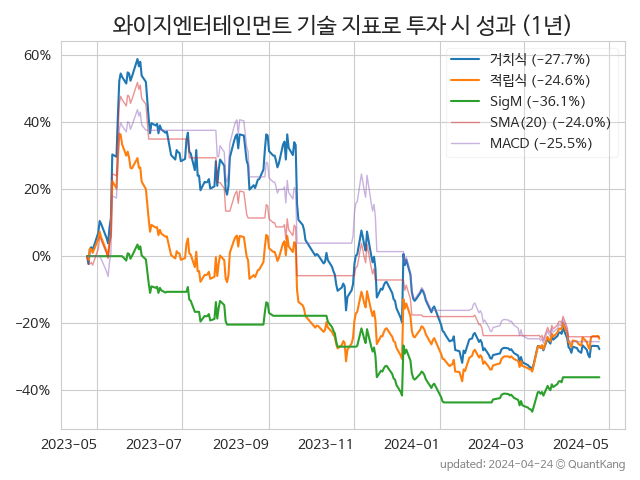 와이지엔터테인먼트 기술 지표로 투자 시 성과 (1년)
60%
40%
20%
0%
−20%
−40%
거치식 (−27.7%)
적립식 (−24.6%)
SigM (−36.1%)
SMA(20) (−24.0%)
MACD (−25.5%)
2023-05 2023-07 2023-09 2023-11 2024-01 2024-03 2024-05
updated: 2024-04-24 © QuantKang